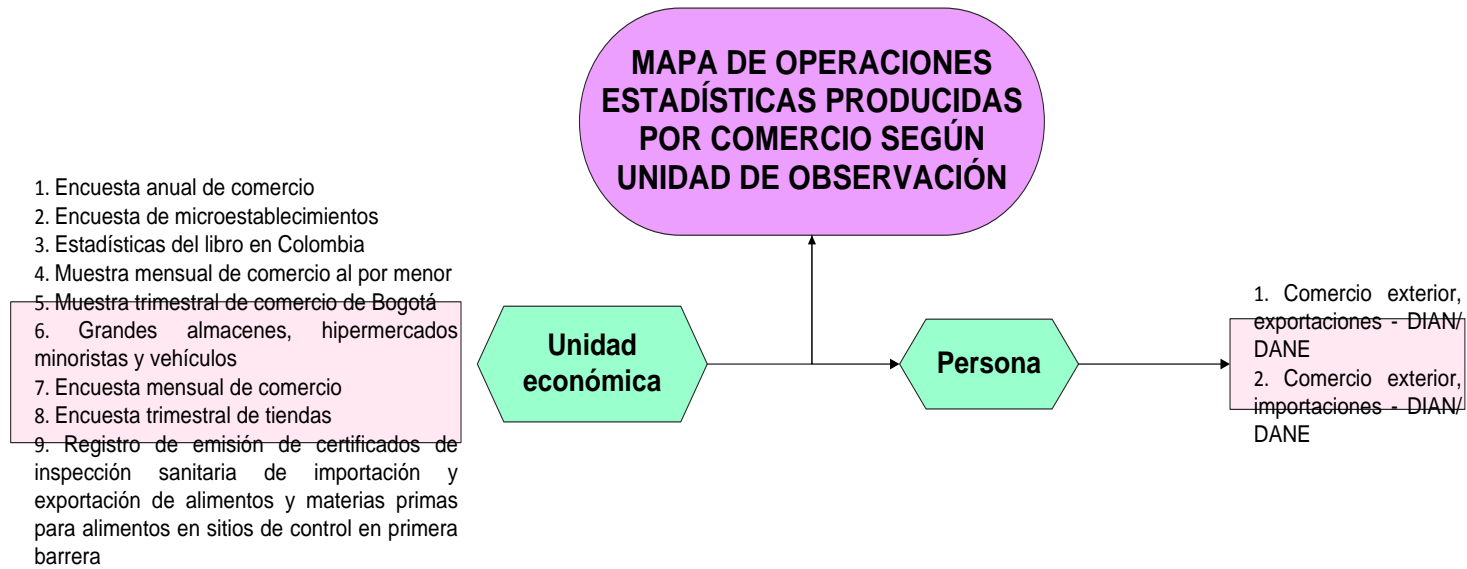 MAPA DE OPERACIONES
ESTADÍSTICAS PRODUCIDAS
POR COMERCIO SEGÚN
UNIDAD DE OBSERVACIÓN
1. Encuesta anual de comercio
2. Encuesta de microestablecimientos
3. Estadísticas del libro en Colombia
4. Muestra mensual de comercio al por menor
5. Muestra trimestral de comercio de Bogotá
6. Grandes almacenes, hipermercados
minoristas y vehículos
7. Encuesta mensual de comercio
8. Encuesta trimestral de tiendas
9. Registro de emisión de certificados de
inspección sanitaria de importación y
exportación de alimentos y materias primas
para alimentos en sitios de control en primera
barrera
Unidad
económica
Persona
1. Comercio exterior,
exportaciones - DIAN/
DANE
2. Comercio exterior,
importaciones - DIAN/
DANE